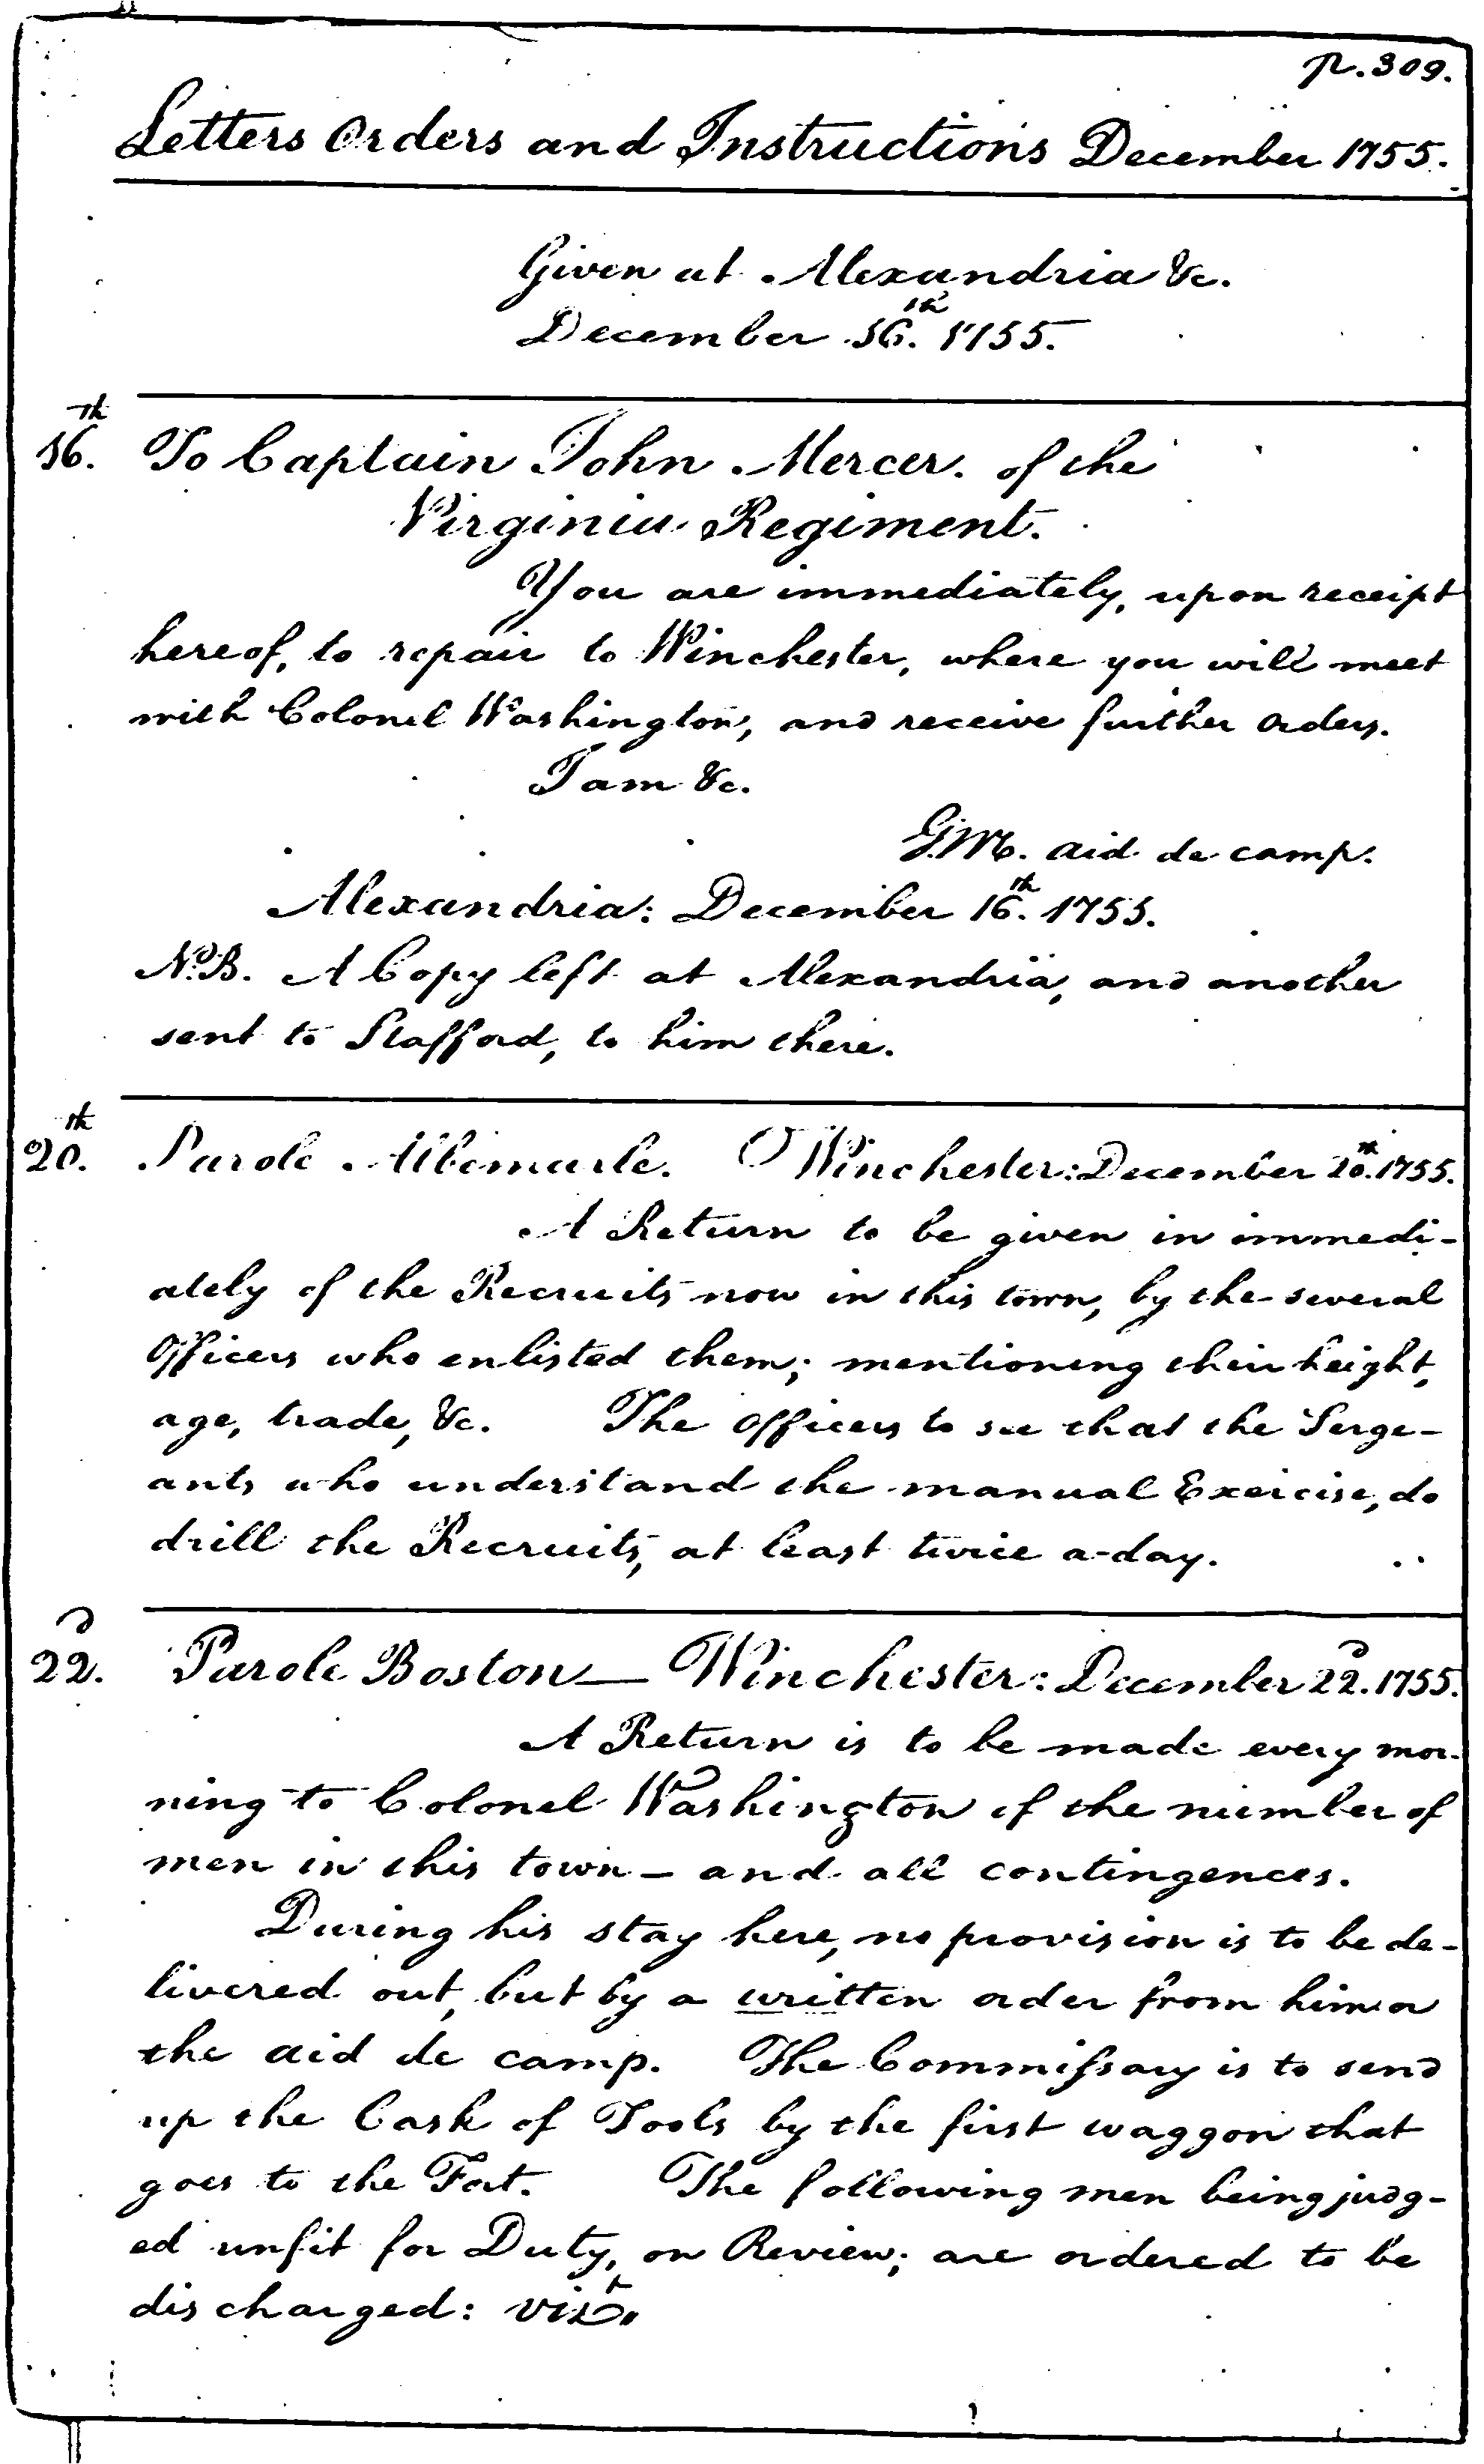 p. 309.
Letters Orders and Instructions December 1755.
Given at Alexandria &c.
December 16th. 1755.
16th. To Captain John Mercer. of the
Virginia Regiment.
You are immediately, upon receipt
hereof, to repair to Winchester, where you will meet
with Colonel Washington, and receive further orders.
I am &c.
G.M. aid de camp.
Alexandria: December 16th. 1755.
N.B. A Copy left at Alexandria, and another
sent to Stafford, to him there.
20th. Parole Albemarle. Winchester: December 20th. 1755.
A Return to be given in immedi-
ately of the Recruits now in this town, by the several
Officers who enlisted them; mentioning their height,
age, trade, &c. The Officers to see that the Serge-
ants who understand the manual Exercise, do
drill the Recruits, at least twice a-day.
22d. Parole Boston — Winchester: December 22d. 1755.
A Return is to be made every mor-
ning to Colonel Washington of the number of
men in this town — and all contingences.
During his stay here, no provision is to be de-
livered out, but by a written order from him or
the aid de camp. The Commissary is to send
up the Cask of Tools by the first waggon that
goes to the Fort. The following men being judg-
ed unfit for Duty, on Review; are ordered to be
discharged: vizt.